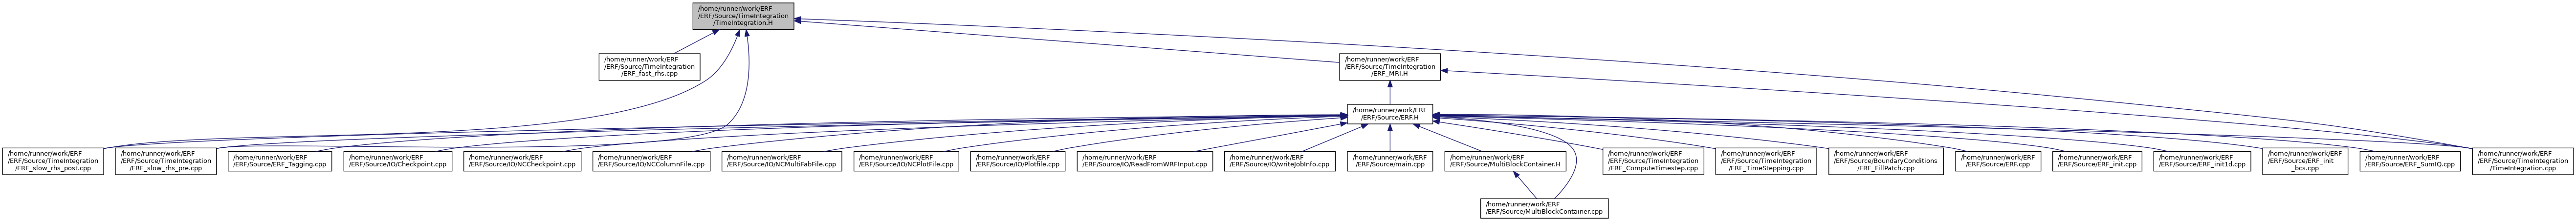 /home/runner/work/ERF
/ERF/Source/TimeIntegration
/TimeIntegration.H
/home/runner/work/ERF
/ERF/Source/TimeIntegration
/ERF_fast_rhs.cpp
/home/runner/work/ERF
/ERF/Source/TimeIntegration
/ERF_MRI.H
/home/runner/work/ERF
/ERF/Source/ERF.H
/home/runner/work/ERF
/ERF/Source/TimeIntegration
/ERF_slow_rhs_post.cpp
/home/runner/work/ERF
/ERF/Source/TimeIntegration
/ERF_slow_rhs_pre.cpp
/home/runner/work/ERF
/ERF/Source/ERF_Tagging.cpp
/home/runner/work/ERF
/ERF/Source/IO/Checkpoint.cpp
/home/runner/work/ERF
/ERF/Source/IO/NCCheckpoint.cpp
/home/runner/work/ERF
/ERF/Source/IO/NCColumnFile.cpp
/home/runner/work/ERF
/ERF/Source/IO/NCMultiFabFile.cpp
/home/runner/work/ERF
/ERF/Source/IO/NCPlotFile.cpp
/home/runner/work/ERF
/ERF/Source/IO/Plotfile.cpp
/home/runner/work/ERF
/ERF/Source/IO/ReadFromWRFInput.cpp
/home/runner/work/ERF
/ERF/Source/IO/writeJobInfo.cpp
/home/runner/work/ERF
/ERF/Source/main.cpp
/home/runner/work/ERF
/ERF/Source/MultiBlockContainer.H
/home/runner/work/ERF
/ERF/Source/TimeIntegration
/ERF_ComputeTimestep.cpp
/home/runner/work/ERF
/ERF/Source/TimeIntegration
/ERF_TimeStepping.cpp
/home/runner/work/ERF
/ERF/Source/BoundaryConditions
/ERF_FillPatch.cpp
/home/runner/work/ERF
/ERF/Source/ERF.cpp
/home/runner/work/ERF
/ERF/Source/ERF_init.cpp
/home/runner/work/ERF
/ERF/Source/ERF_init1d.cpp
/home/runner/work/ERF
/ERF/Source/ERF_init
_bcs.cpp
/home/runner/work/ERF
/ERF/Source/ERF_SumIQ.cpp
/home/runner/work/ERF
/ERF/Source/TimeIntegration
/TimeIntegration.cpp
/home/runner/work/ERF
/ERF/Source/MultiBlockContainer.cpp